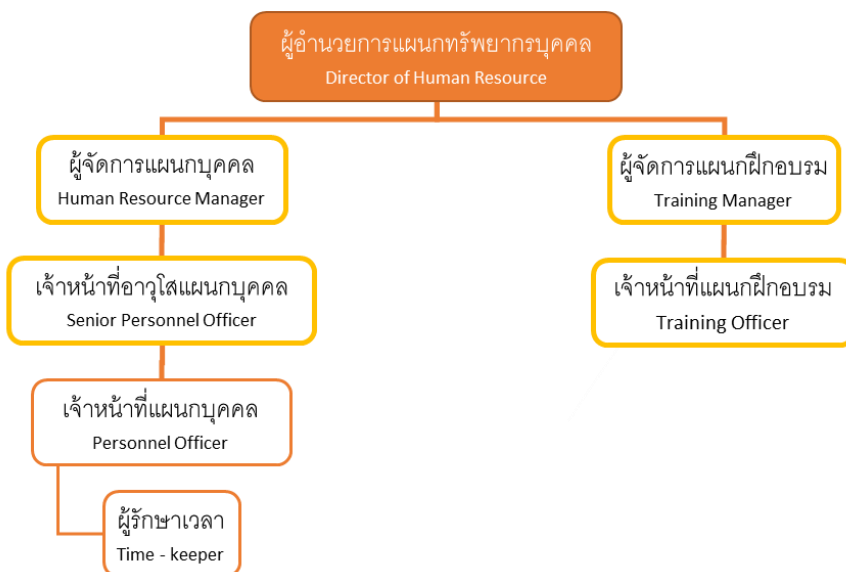 ผู้อำนวยการแผนกทรัพยากรบุคคล
Director of Human Resource
ผู้จัดการแผนกบุคคล
Human Resource Manager
ผู้จัดการแผนกฝึกอบรม
Training Manager
เจ้าหน้าที่อาวุโสแผนกบุคคล
Senior Personnel Officer
เจ้าหน้าที่แผนกฝึกอบรม
Training Officer
เจ้าหน้าที่แผนกบุคคล
Personnel Officer
ผู้รักษาเวลา
Time - keeper